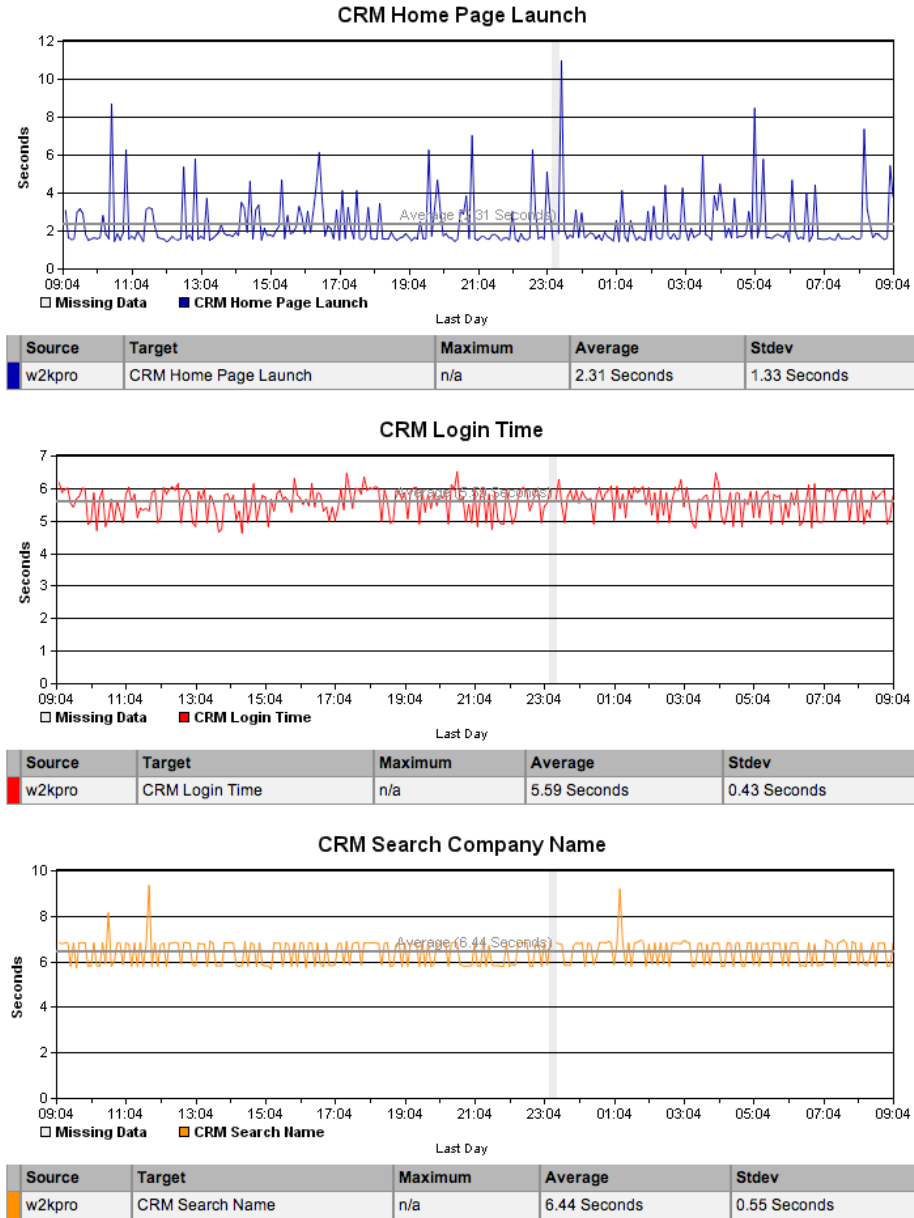 CRM Home Page Launch
12
10
8
6
4
2
0
Seconds
Average (2.31 Seconds)
09:04 11:04 13:04 15:04 17:04 19:04 21:04 23:04 01:04 03:04 05:04 07:04 09:04
Missing Data CRM Home Page Launch
Last Day
Source Target Maximum Average Stdev
w2kpro CRM Home Page Launch n/a 2.31 Seconds 1.33 Seconds
CRM Login Time
7
6
5
4
3
2
1
0
Seconds
Average (5.59 Seconds)
09:04 11:04 13:04 15:04 17:04 19:04 21:04 23:04 01:04 03:04 05:04 07:04 09:04
Missing Data CRM Login Time
Last Day
Source Target Maximum Average Stdev
w2kpro CRM Login Time n/a 5.59 Seconds 0.43 Seconds
CRM Search Company Name
10
8
6
4
2
0
Seconds
Average (6.44 Seconds)
09:04 11:04 13:04 15:04 17:04 19:04 21:04 23:04 01:04 03:04 05:04 07:04 09:04
Missing Data CRM Search Name
Last Day
Source Target Maximum Average Stdev
w2kpro CRM Search Name n/a 6.44 Seconds 0.55 Seconds